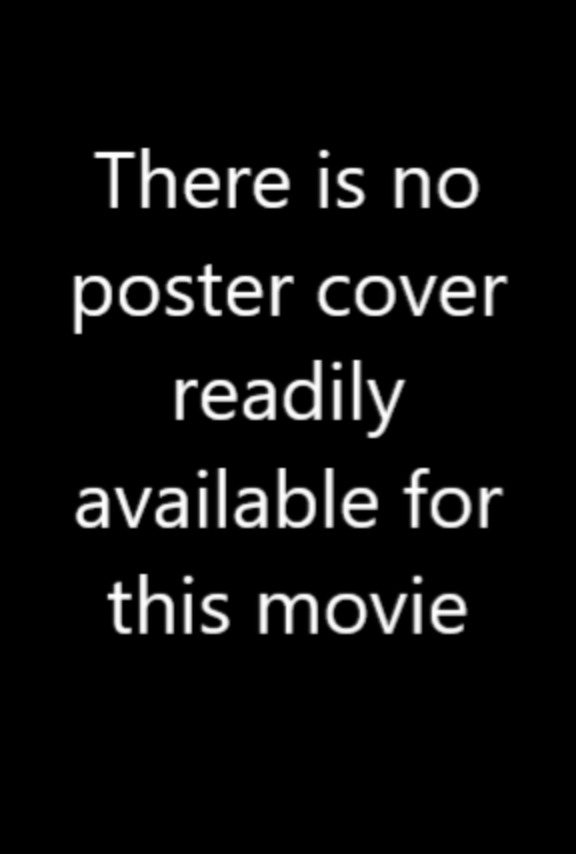 There is no
poster cover
readily
available for
this movie